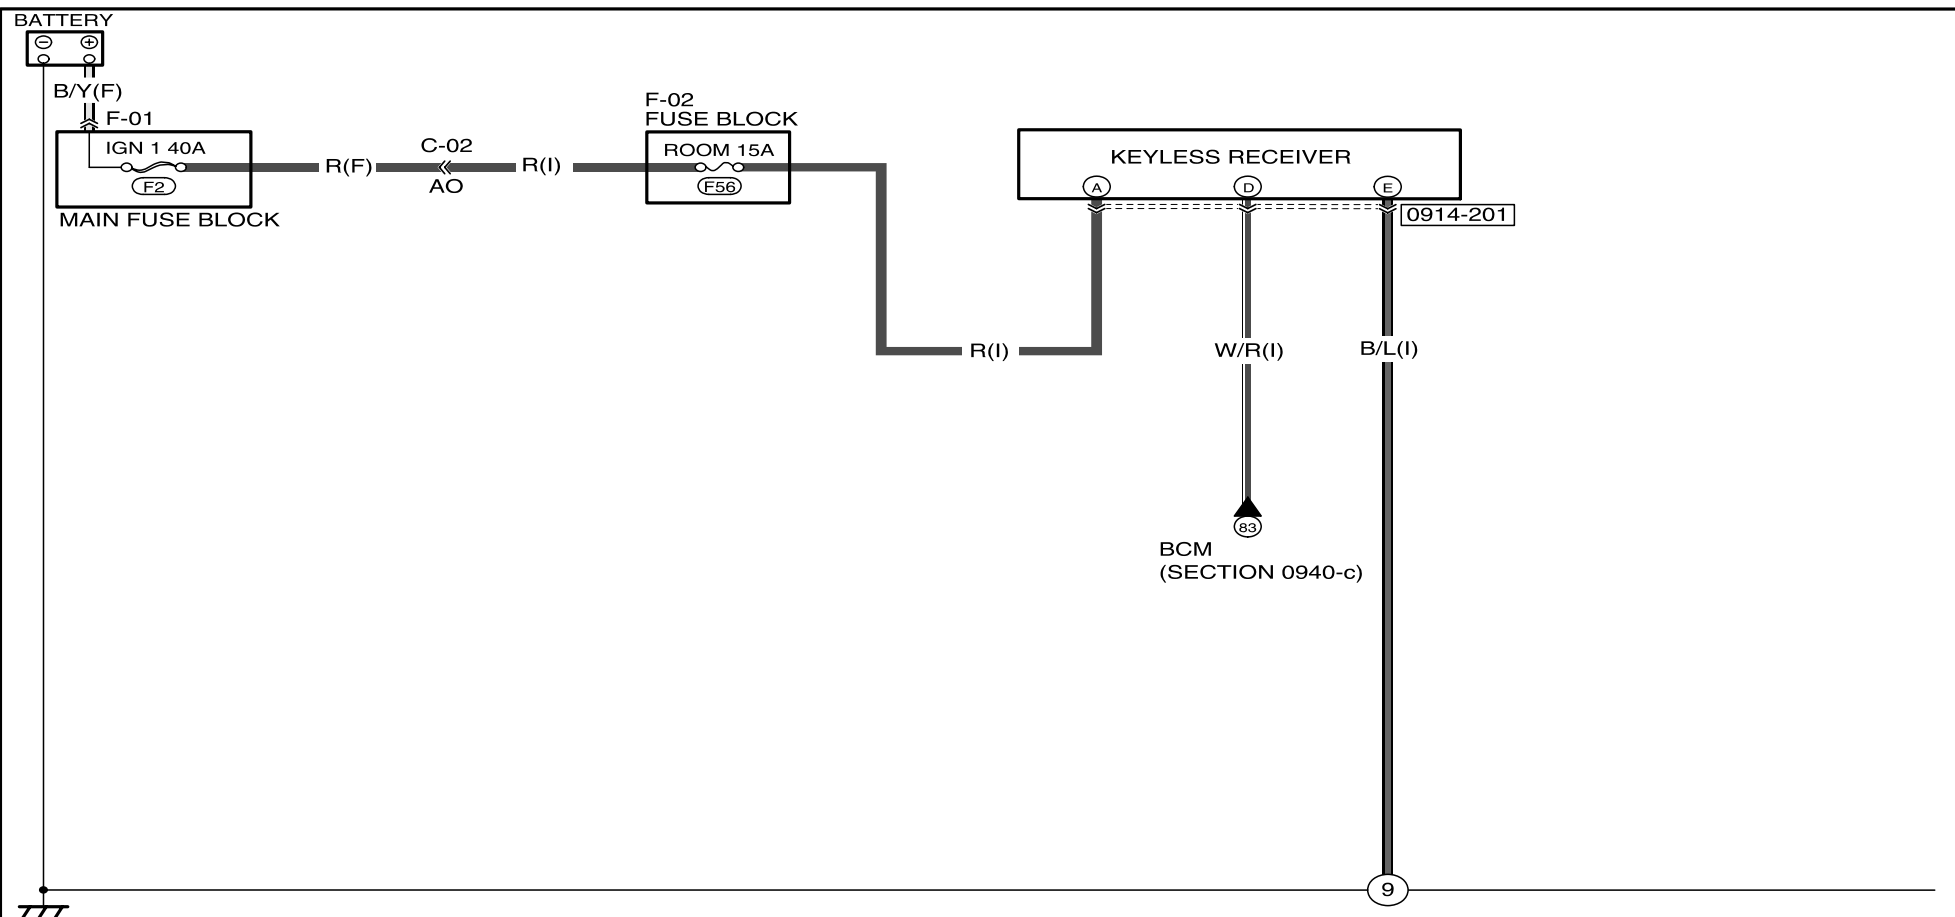 BATTERY
− +
B/Y(F)
F-01
IGN 1 40A
F2
MAIN FUSE BLOCK
R(F)
C-02
AO
R(I)
F-02
FUSE BLOCK
ROOM 15A
F56
R(I)
KEYLESS RECEIVER
A D E
0914-201
W/R(I)
B/L(I)
83
BCM
(SECTION 0940-c)
9